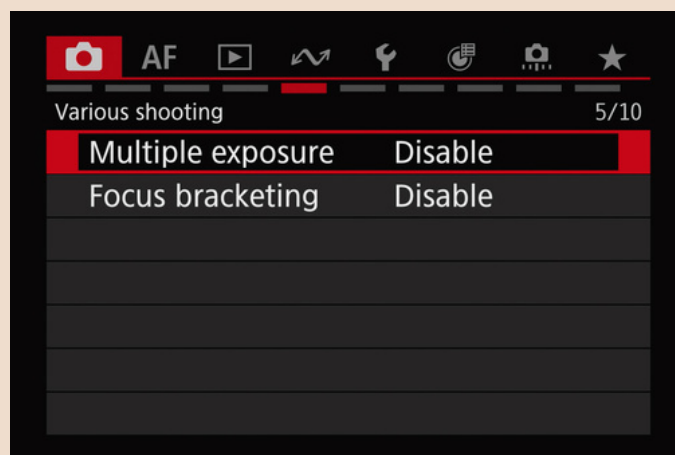 AF
Various shooting 5/10
Multiple exposure Disable
Focus bracketing Disable